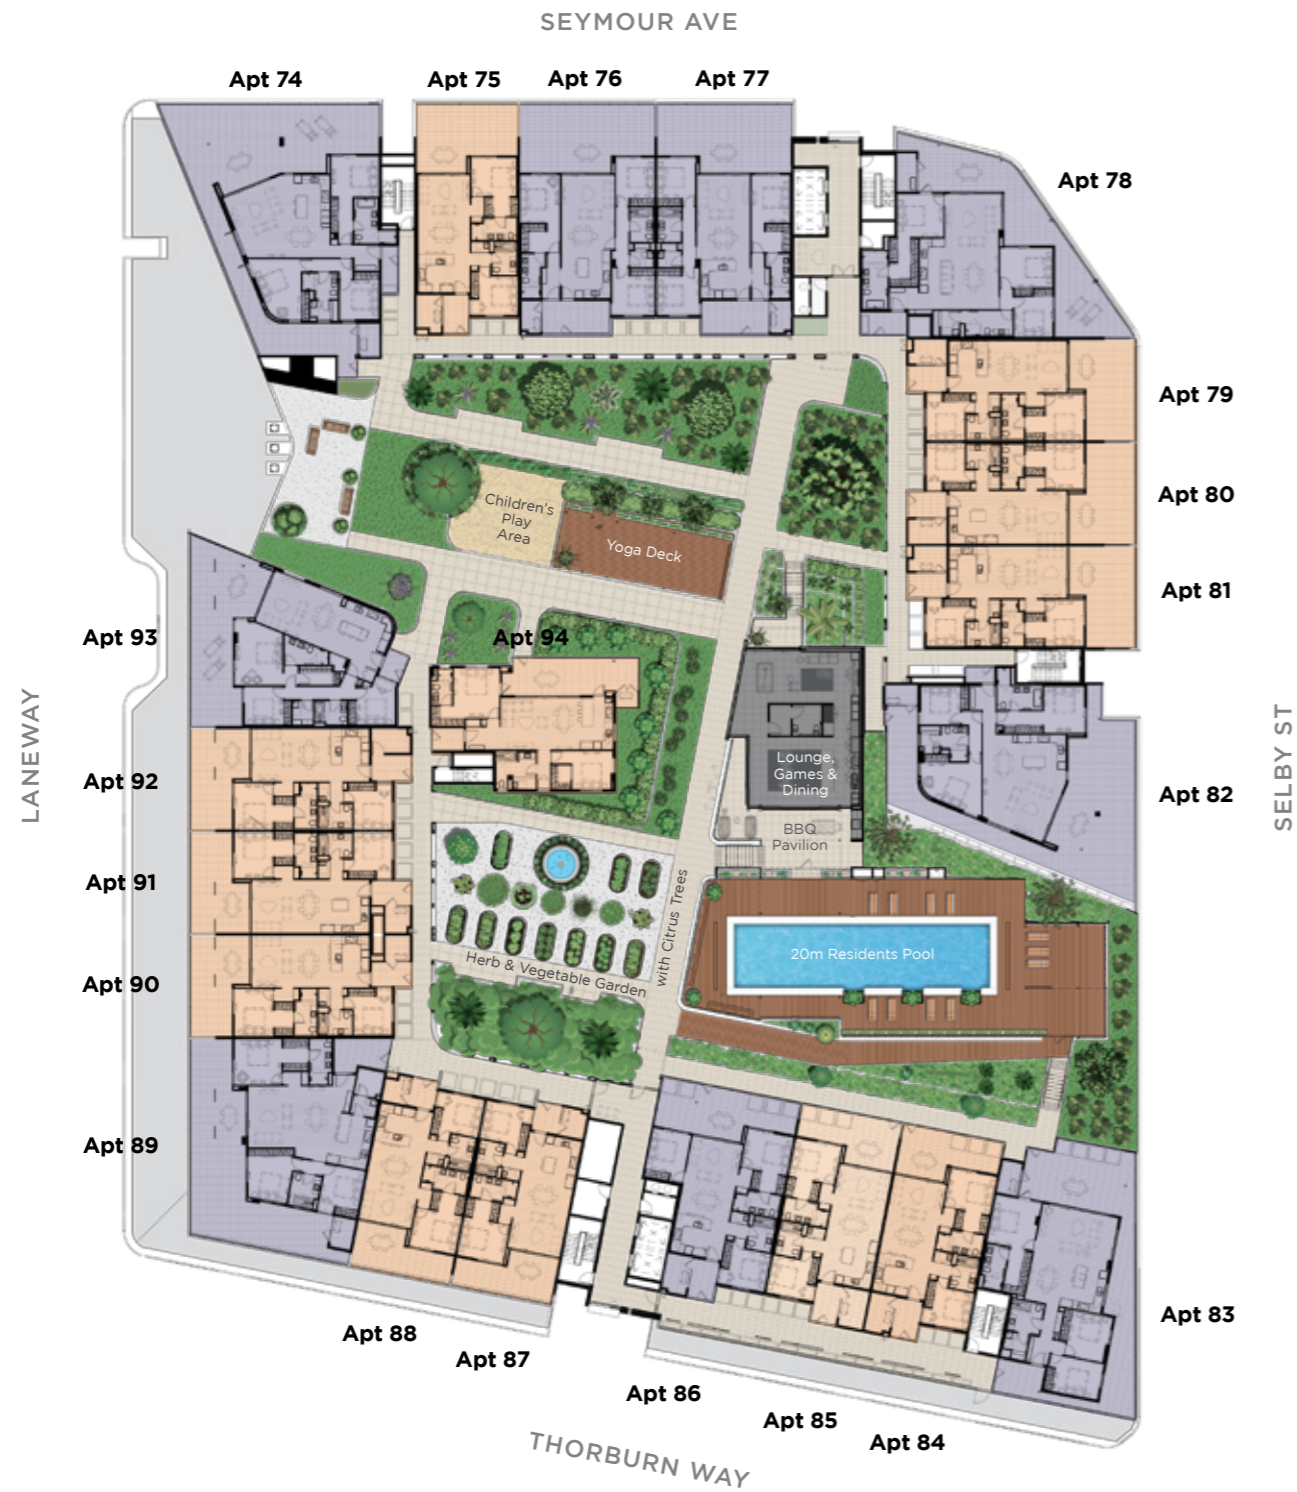 SEYMOUR AVE
Apt 74
Apt 75
Apt 76
Apt 77
Apt 78
Apt 79
Apt 80
Apt 81
Children's
Play
Area
Yoga Deck
Apt 93
Apt 94
LANEWAY
SELBY ST
Apt 92
Lounge,
Games &
Dining
Apt 82
BBQ
Pavilion
Apt 91
with Citrus Trees
Herb & Vegetable Garden
20m Residents Pool
Apt 90
Apt 89
Apt 83
Apt 88
Apt 87
Apt 86
Apt 85
Apt 84
THORBURN WAY